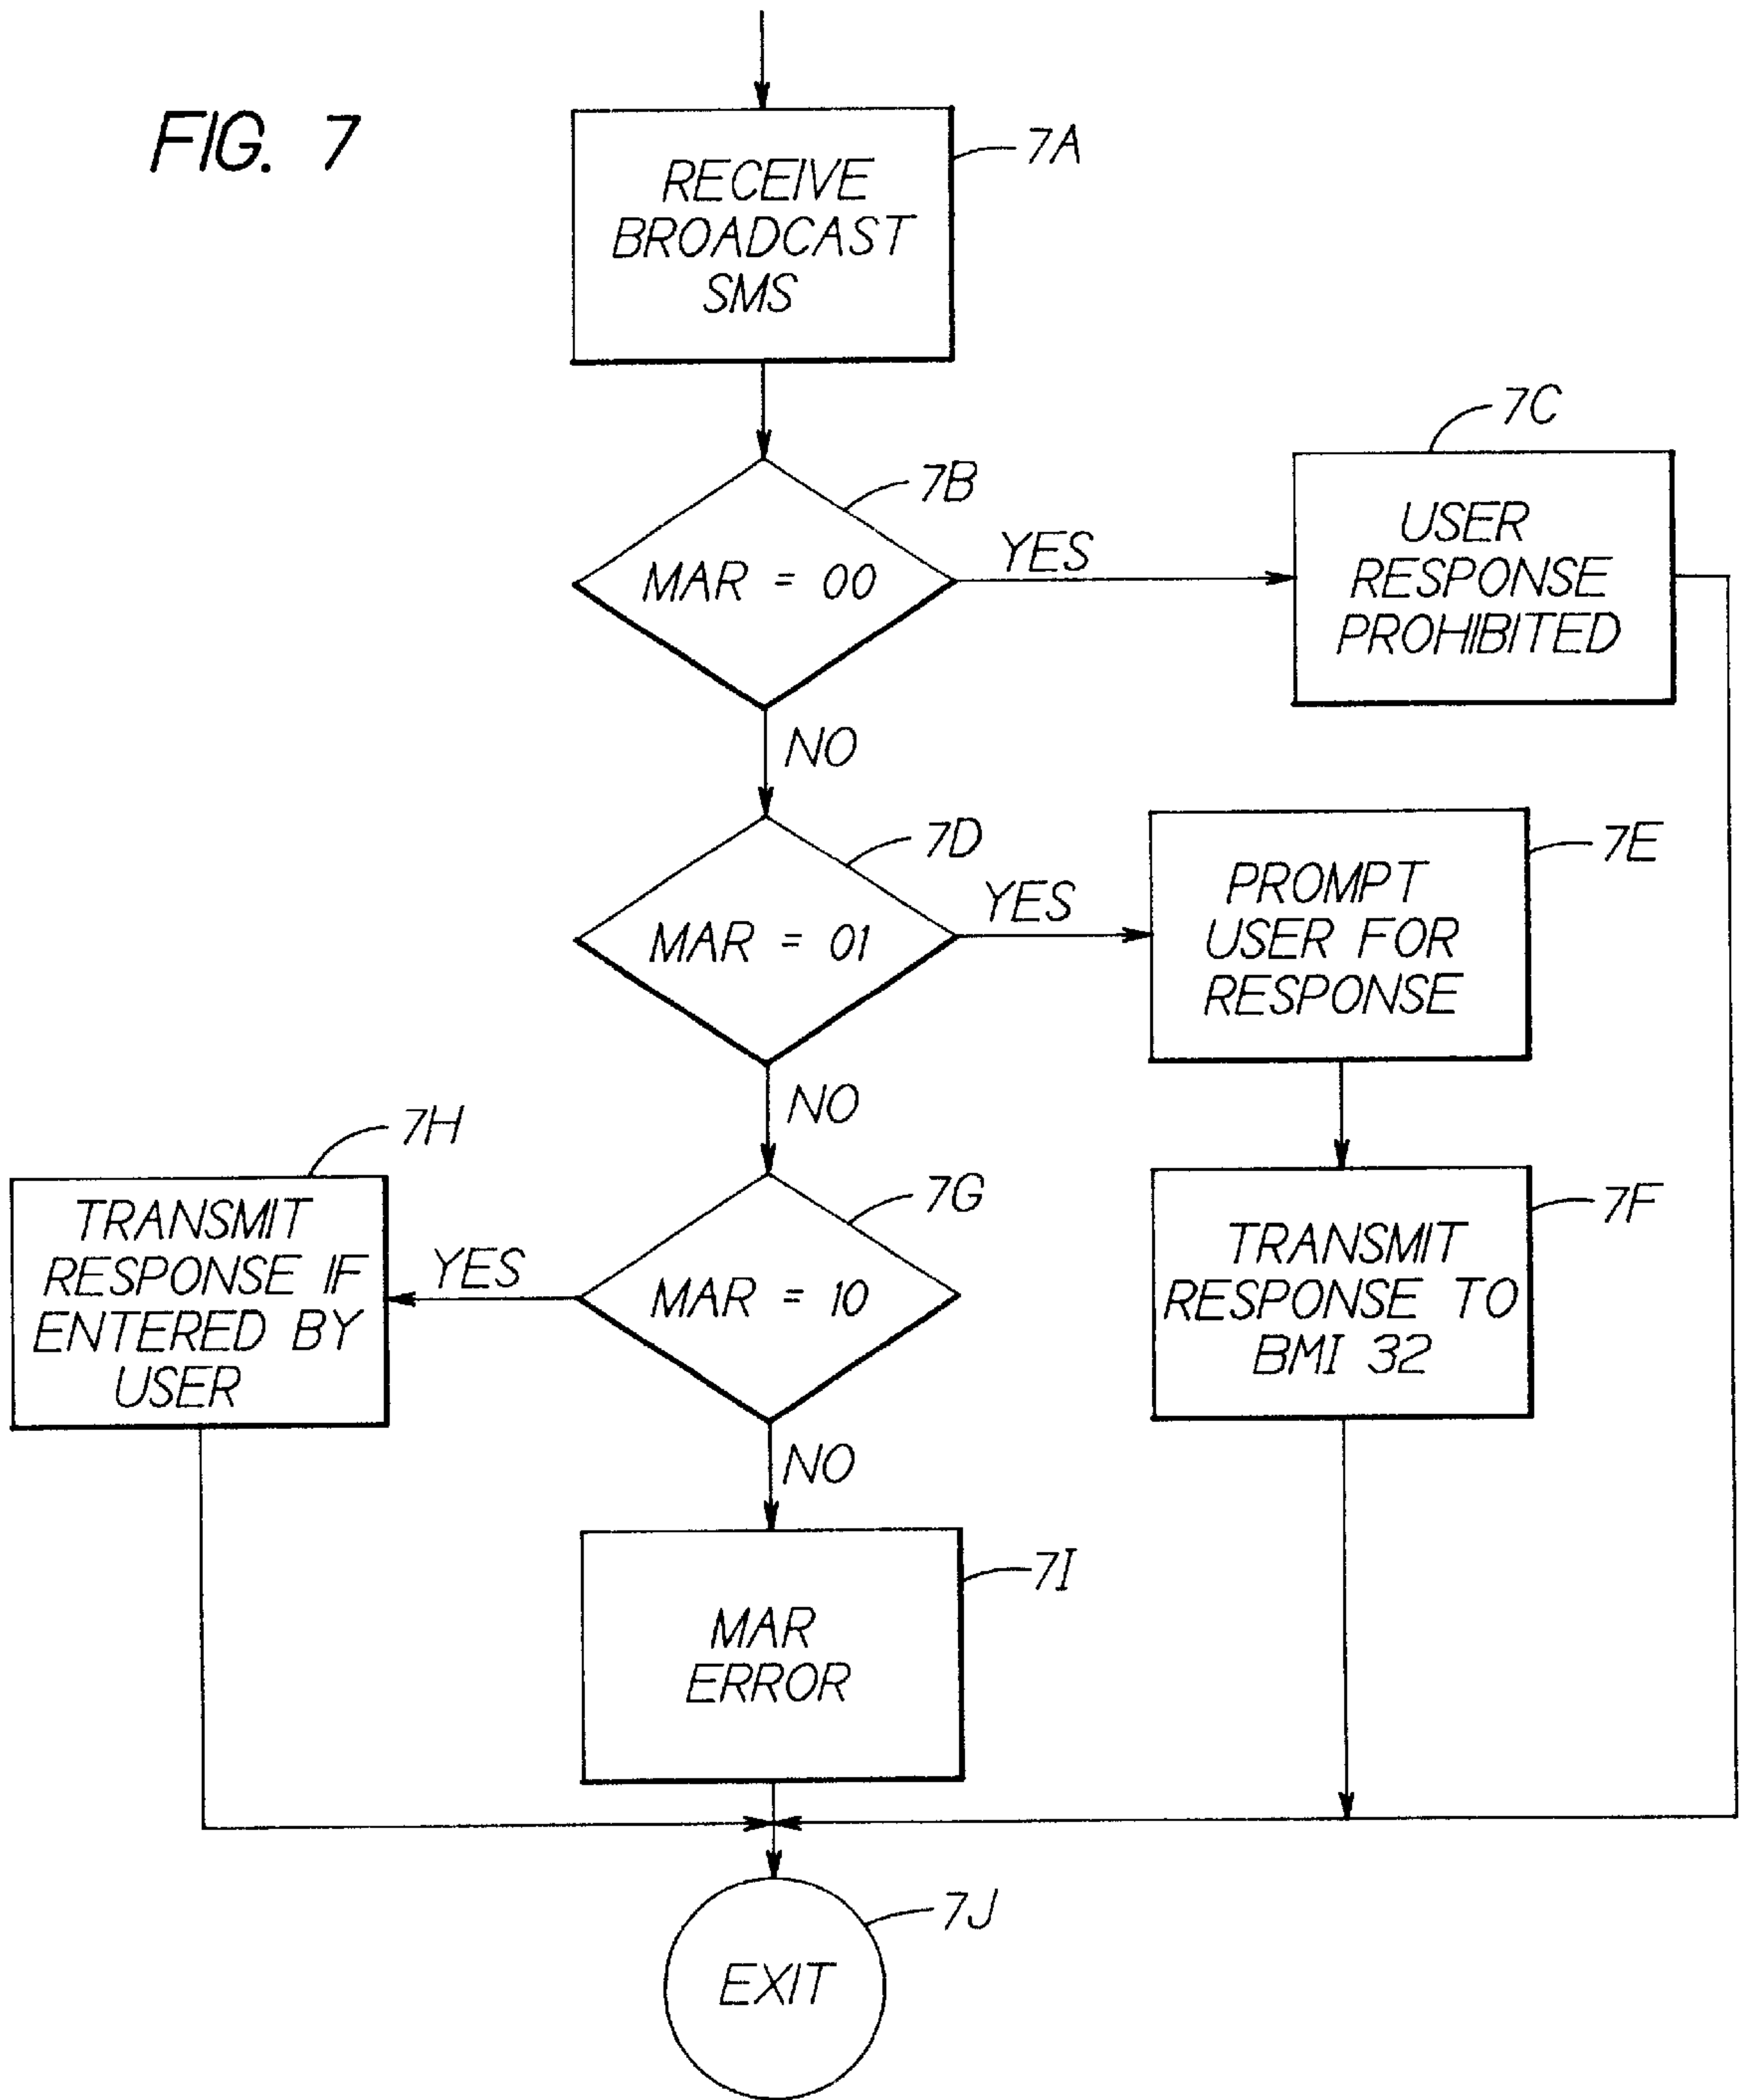 FIG. 7
7A
RECEIVE
BROADCAST
SMS
7B
MAR = 00
YES
7C
USER
RESPONSE
PROHIBITED
NO
7D
MAR = 01
YES
7E
PROMPT
USER FOR
RESPONSE
NO
7H
TRANSMIT
RESPONSE IF
ENTERED BY
USER
YES
7G
MAR = 10
7F
TRANSMIT
RESPONSE TO
BMI 32
NO
7I
MAR
ERROR
7J
EXIT